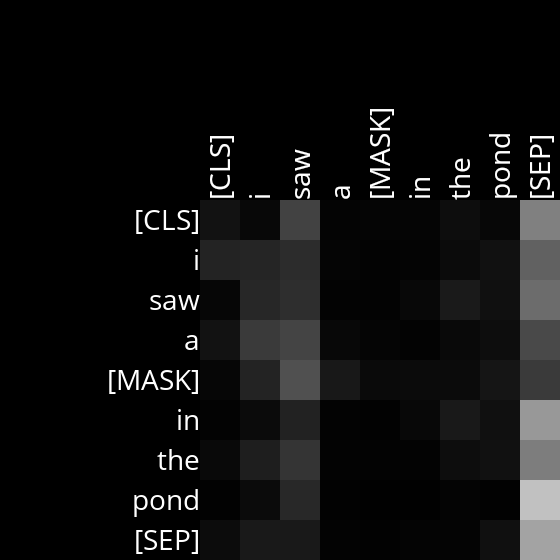 [CLS] i saw a [MASK] in the pond [SEP]
[CLS]
i
saw
a
[MASK]
in
the
pond
[SEP]